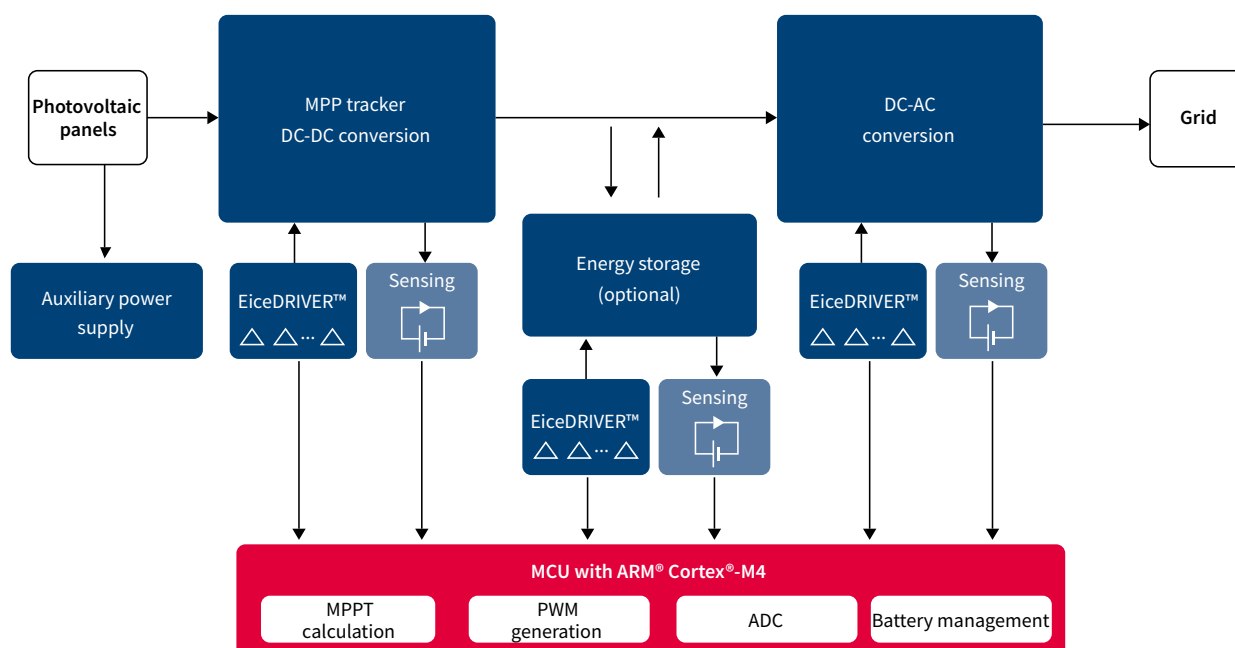 Photovoltaic
panels
MPP tracker
DC-DC conversion
DC-AC
conversion
Grid
Auxiliary power
supply
EiceDRIVER™
...
Sensing
Energy storage
(optional)
EiceDRIVER™
...
Sensing
EiceDRIVER™
...
Sensing
MCU with ARM® Cortex®-M4
MPPT
calculation
PWM
generation
ADC
Battery management